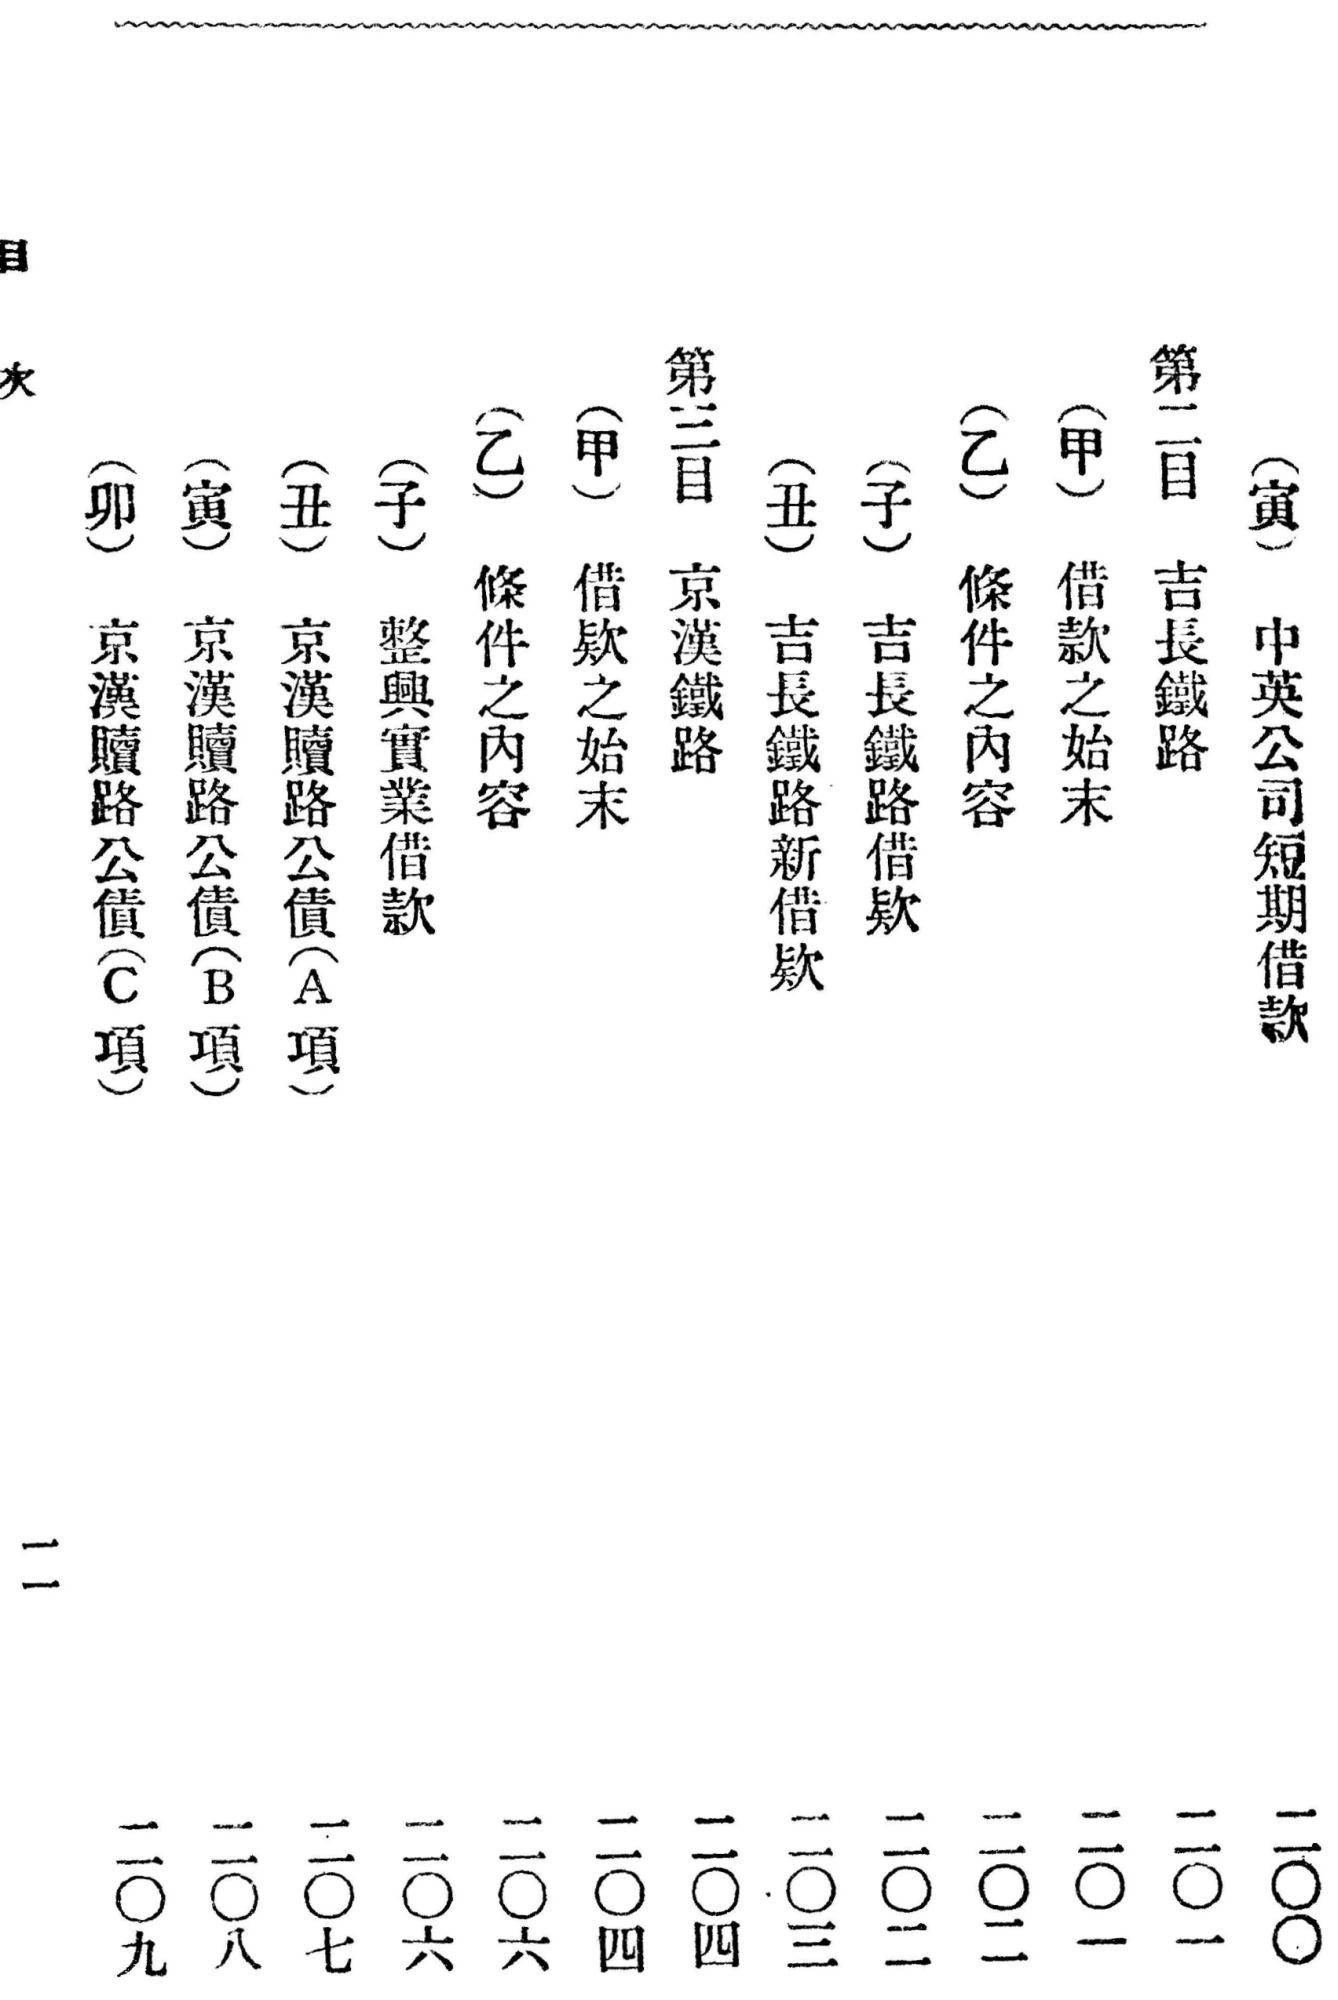 （寅）　中英公司短期借款　二〇〇
第二目　吉長鐵路　二〇一
（甲）　借款之始末　二〇一
（乙）　條件之內容　二〇二
（子）　吉長鐵路借欵　二〇二
（丑）　吉長鐵路新借欵　二〇三
第三目　京漢鐵路　二〇四
（甲）　借欵之始末　二〇四
（乙）　條件之內容　二〇六
（子）　整興實業借款　二〇六
（丑）　京漢贖路公債（A項）　二〇七
（寅）　京漢贖路公債（B項）　二〇八
（卯）　京漢贖路公債（C項）　二〇九
目次　一一